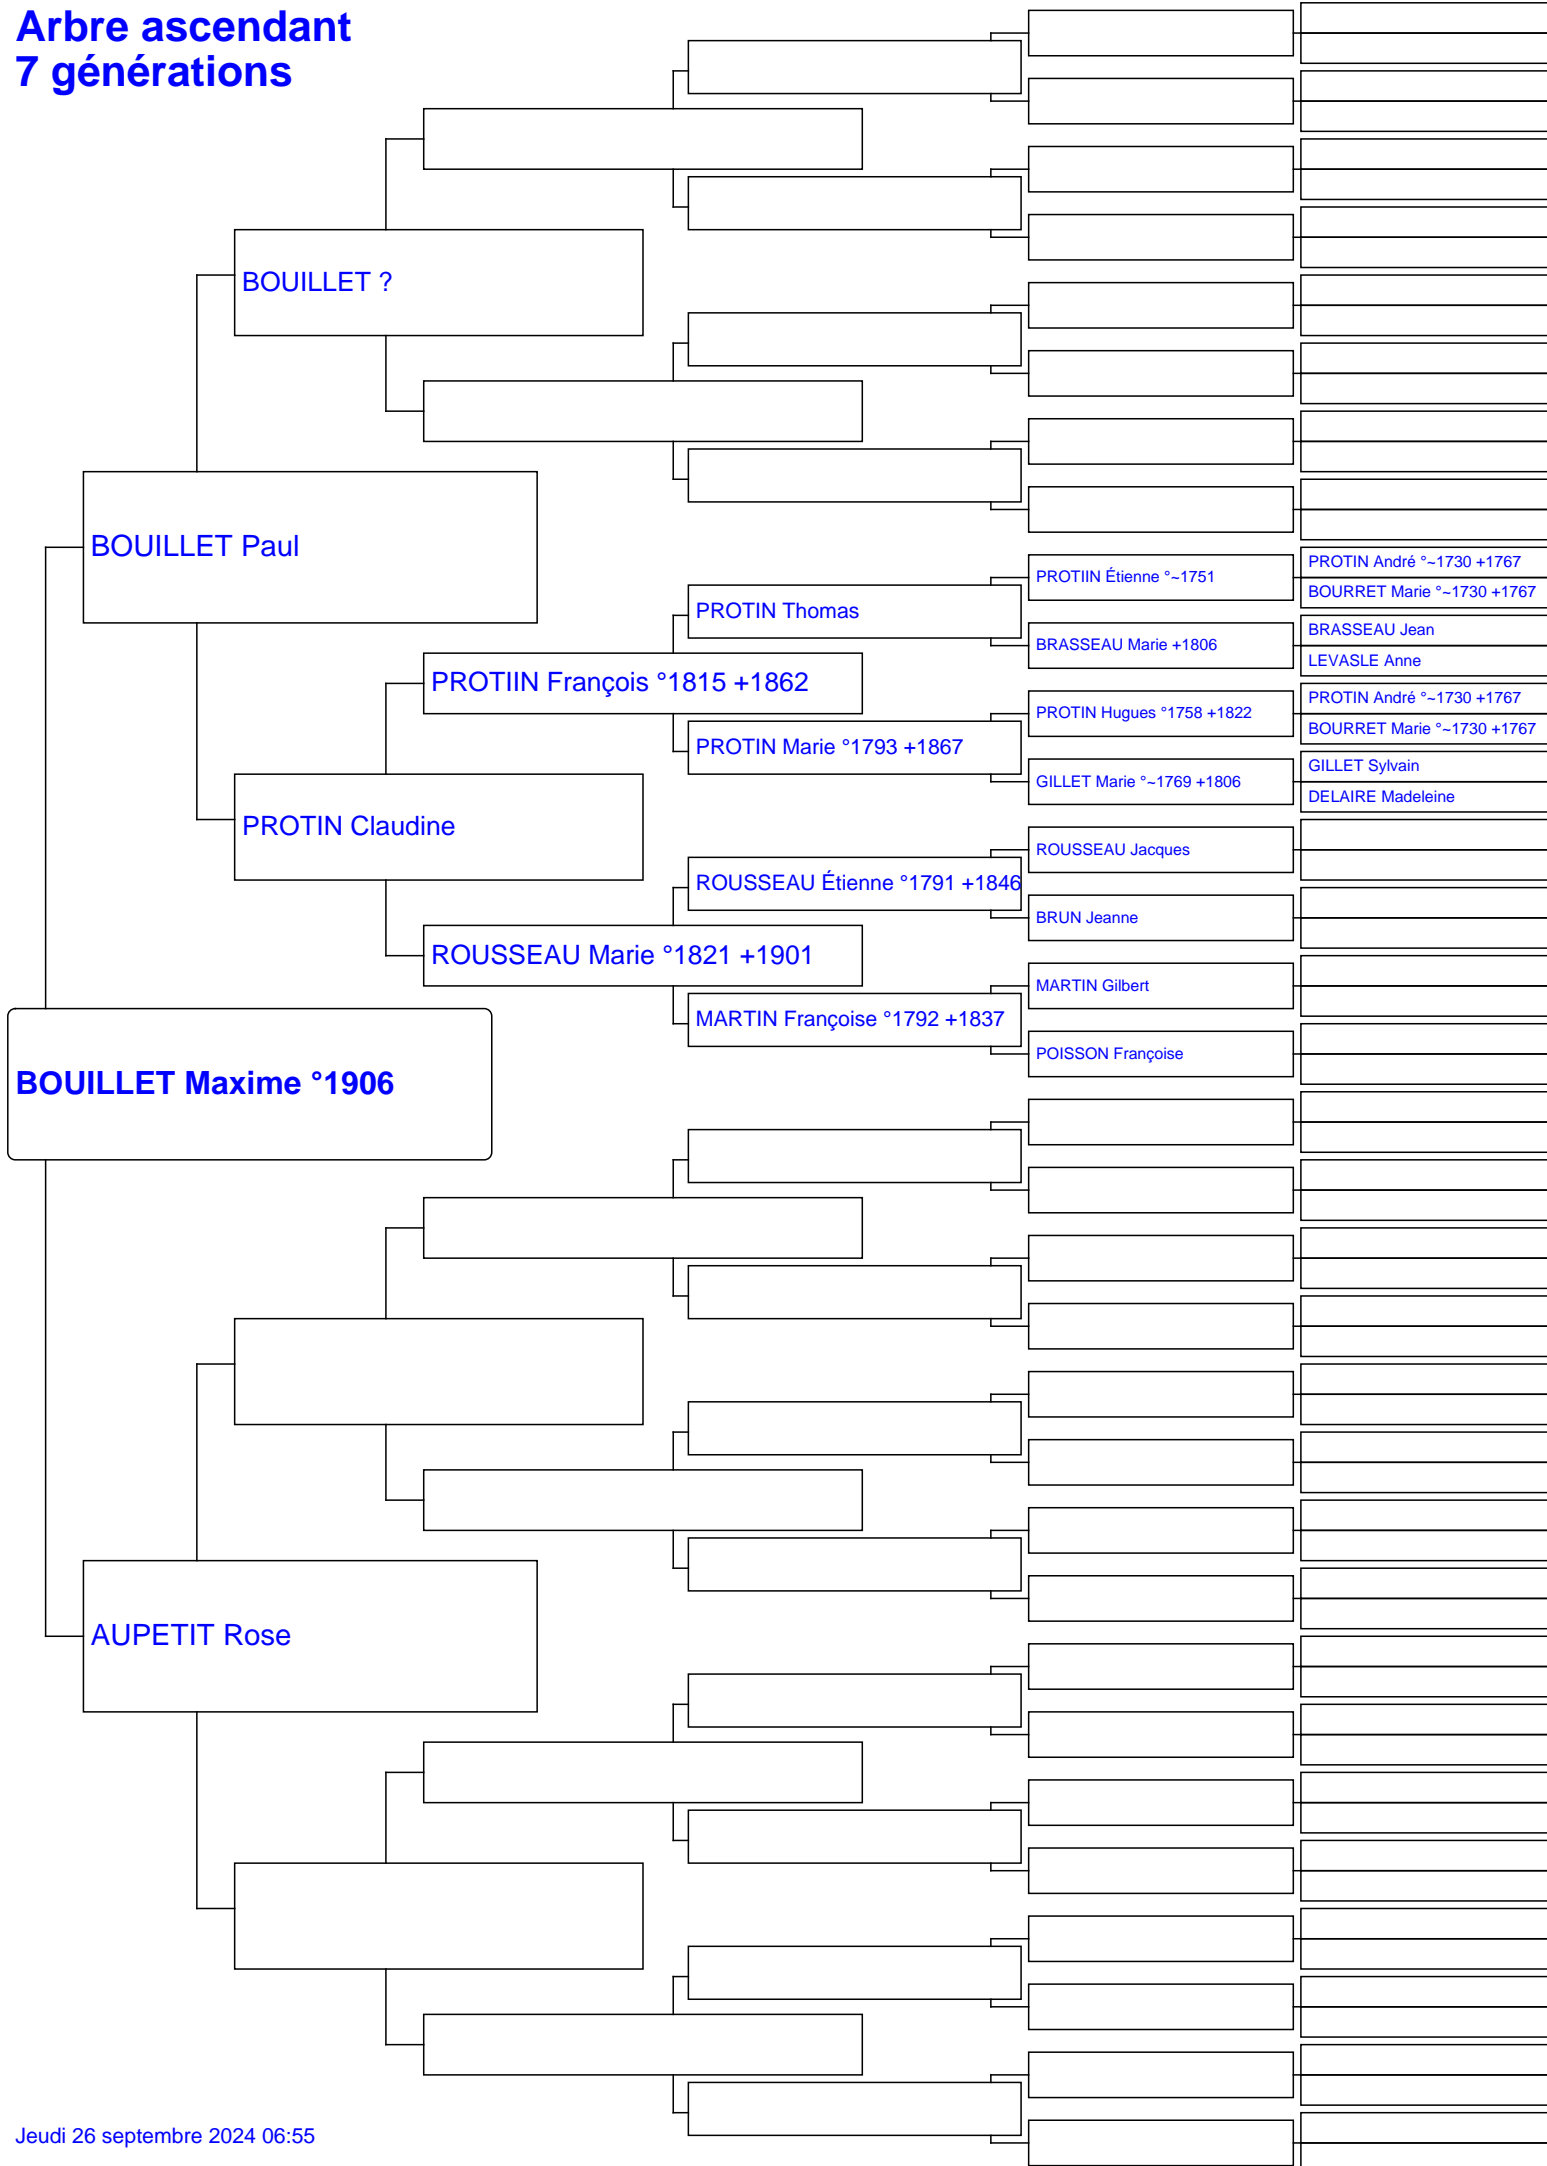 Arbre ascendant
7 générations
BOUILLET ?
BOUILLET Paul
PROTIN André °~1730 +1767
PROTIIN Étienne °~1751
BOURRET Marie °~1730 +1767
PROTIN Thomas
BRASSEAU Jean
BRASSEAU Marie +1806
LEVASLE Anne
PROTIIN François °1815 +1862
PROTIN André °~1730 +1767
PROTIN Hugues °1758 +1822
BOURRET Marie °~1730 +1767
PROTIN Marie °1793 +1867
GILLET Sylvain
GILLET Marie °~1769 +1806
DELAIRE Madeleine
PROTIN Claudine
ROUSSEAU Jacques
ROUSSEAU Étienne °1791 +1846
BRUN Jeanne
ROUSSEAU Marie °1821 +1901
MARTIN Gilbert
MARTIN Françoise °1792 +1837
POISSON Françoise
BOUILLET Maxime °1906
AUPETIT Rose
Jeudi 26 septembre 2024 06:55